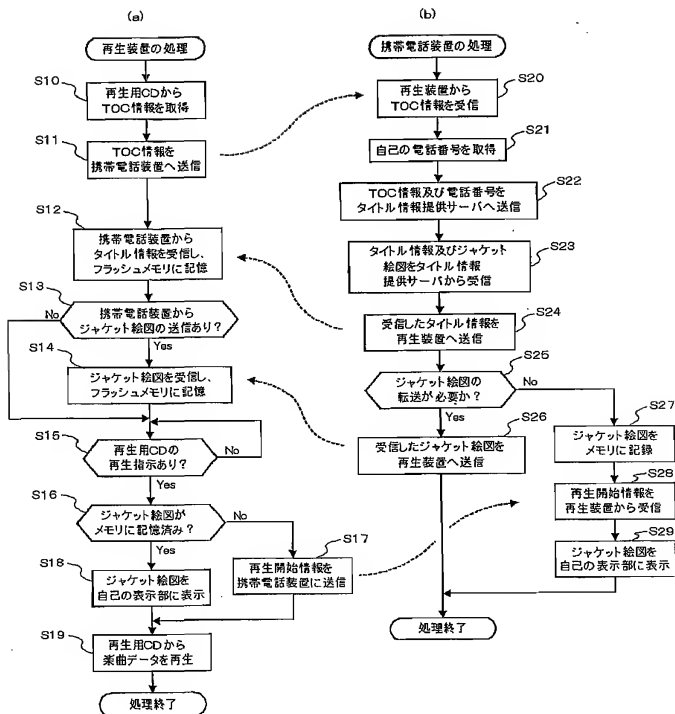 (a)
再生装置の処理
S10
再生用CDから
TOC情報を取得
S11
TOC情報を
携帯電話装置へ送信
S12
携帯電話装置から
タイトル情報を受信し、
フラッシュメモリに記憶
S13
携帯電話装置から
ジャケット絵図の送信あり?
No
Yes
S14
ジャケット絵図を受信し、
フラッシュメモリに記憶
S15
再生用CDの
再生指示あり?
No
Yes
S16
ジャケット絵図が
メモリに記憶済み?
No
Yes
S17
再生開始情報を
携帯電話装置に送信
S18
ジャケット絵図を
自己の表示部に表示
S19
再生用CDから
楽曲データを再生
処理終了
(b)
携帯電話装置の処理
S20
再生装置から
TOC情報を受信
S21
自己の電話番号を取得
S22
TOC情報及び電話番号を
タイトル情報提供サーバへ送信
S23
タイトル情報及びジャケット
絵図をタイトル情報
提供サーバから受信
S24
受信したタイトル情報を
再生装置へ送信
S25
ジャケット絵図の
転送が必要か?
No
Yes
S26
受信したジャケット絵図を
再生装置へ送信
S27
ジャケット絵図を
メモリに記録
S28
再生開始情報を
再生装置から受信
S29
ジャケット絵図を
自己の表示部に表示
処理終了